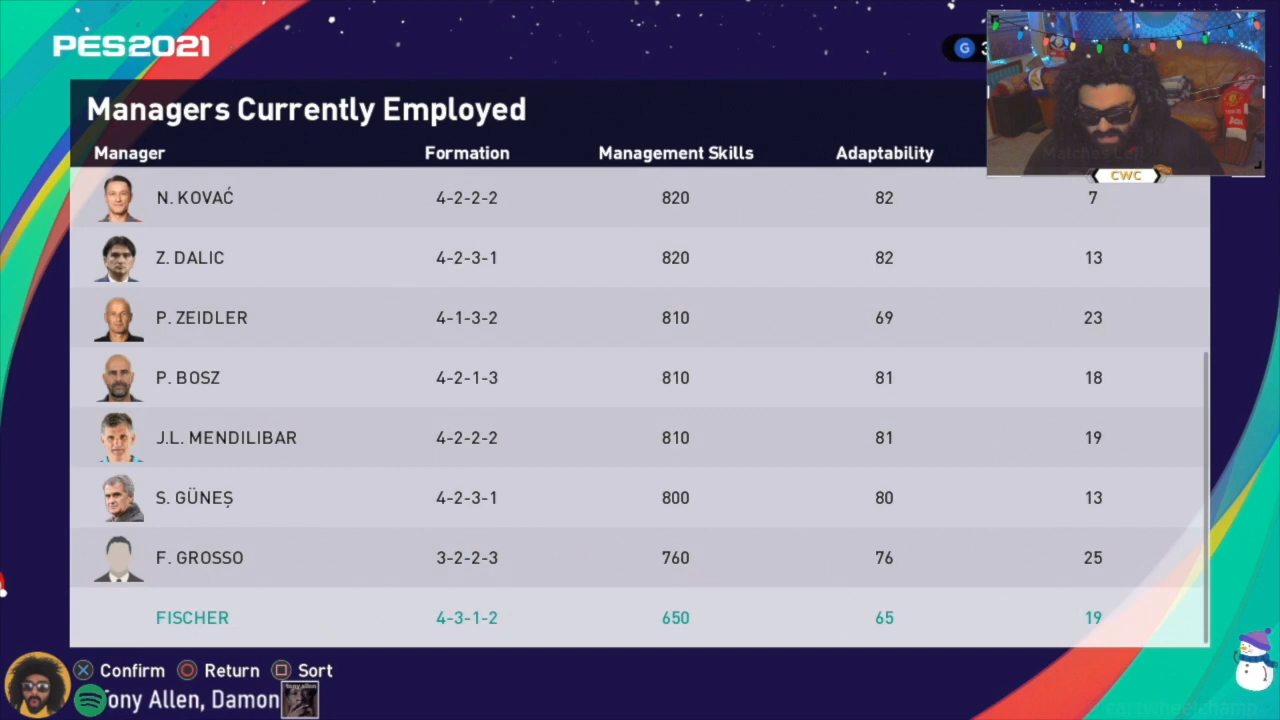 PES2021
G 3
Managers Currently Employed
Manager Formation Management Skills Adaptability
CWC
N. KOVAĆ 4-2-2-2 820 82 7
Z. DALIC 4-2-3-1 820 82 13
P. ZEIDLER 4-1-3-2 810 69 23
P. BOSZ 4-2-1-3 810 81 18
J.L. MENDILIBAR 4-2-2-2 810 81 19
S. GÜNEŞ 4-2-3-1 800 80 13
F. GROSSO 3-2-2-3 760 76 25
FISCHER 4-3-1-2 650 65 19
Confirm Return Sort
ony Allen, Damon
tony allen
cartwheelchamp